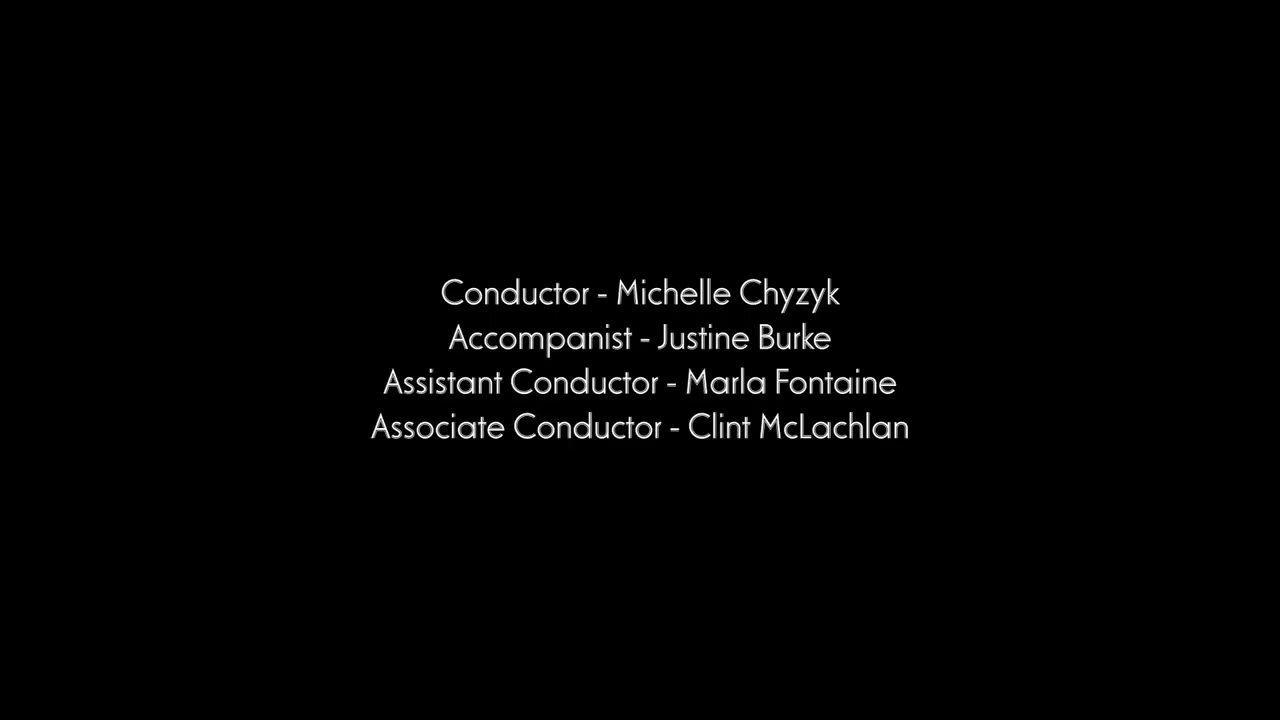 Conductor - Michelle Chyzyk
Accompanist - Justine Burke
Assistant Conductor - Marla Fontaine
Associate Conductor - Clint McLachlan